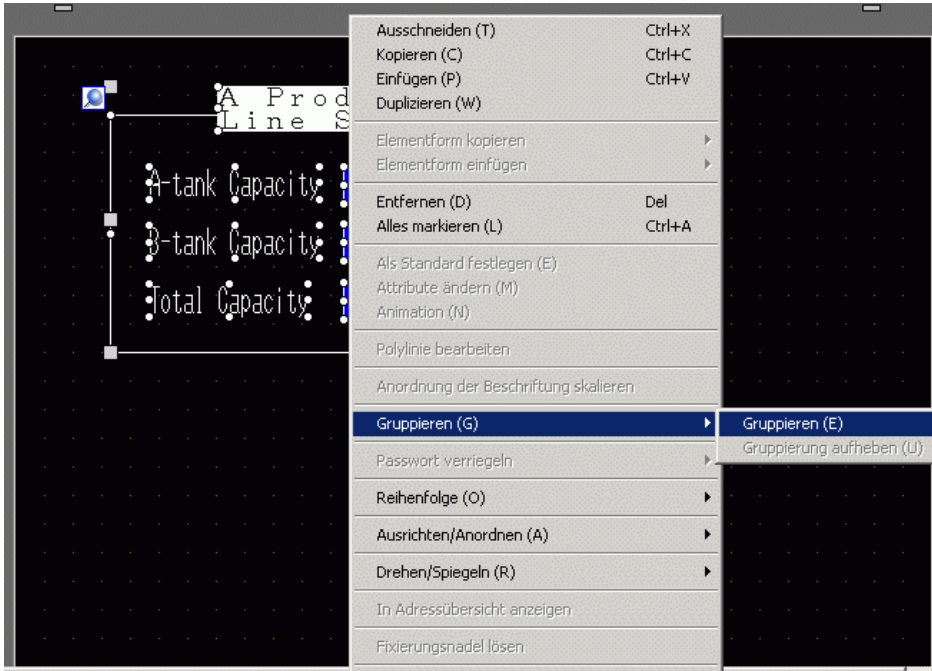 A Prod
Line S
A-tank Capacity
B-tank Capacity
Total Capacity
Ausschneiden (T) Ctrl+X
Kopieren (C) Ctrl+C
Einfügen (P) Ctrl+V
Duplizieren (W)
Elementform kopieren
Elementform einfügen
Entfernen (D) Del
Alles markieren (L) Ctrl+A
Als Standard festlegen (E)
Attribute ändern (M)
Animation (N)
Polylinie bearbeiten
Anordnung der Beschriftung skalieren
Gruppieren (G)
Gruppieren (E)
Gruppierung aufheben (U)
Passwort verriegeln
Reihenfolge (O)
Ausrichten/Anordnen (A)
Drehen/Spiegeln (R)
In Adressübersicht anzeigen
Fixierungsnadel lösen